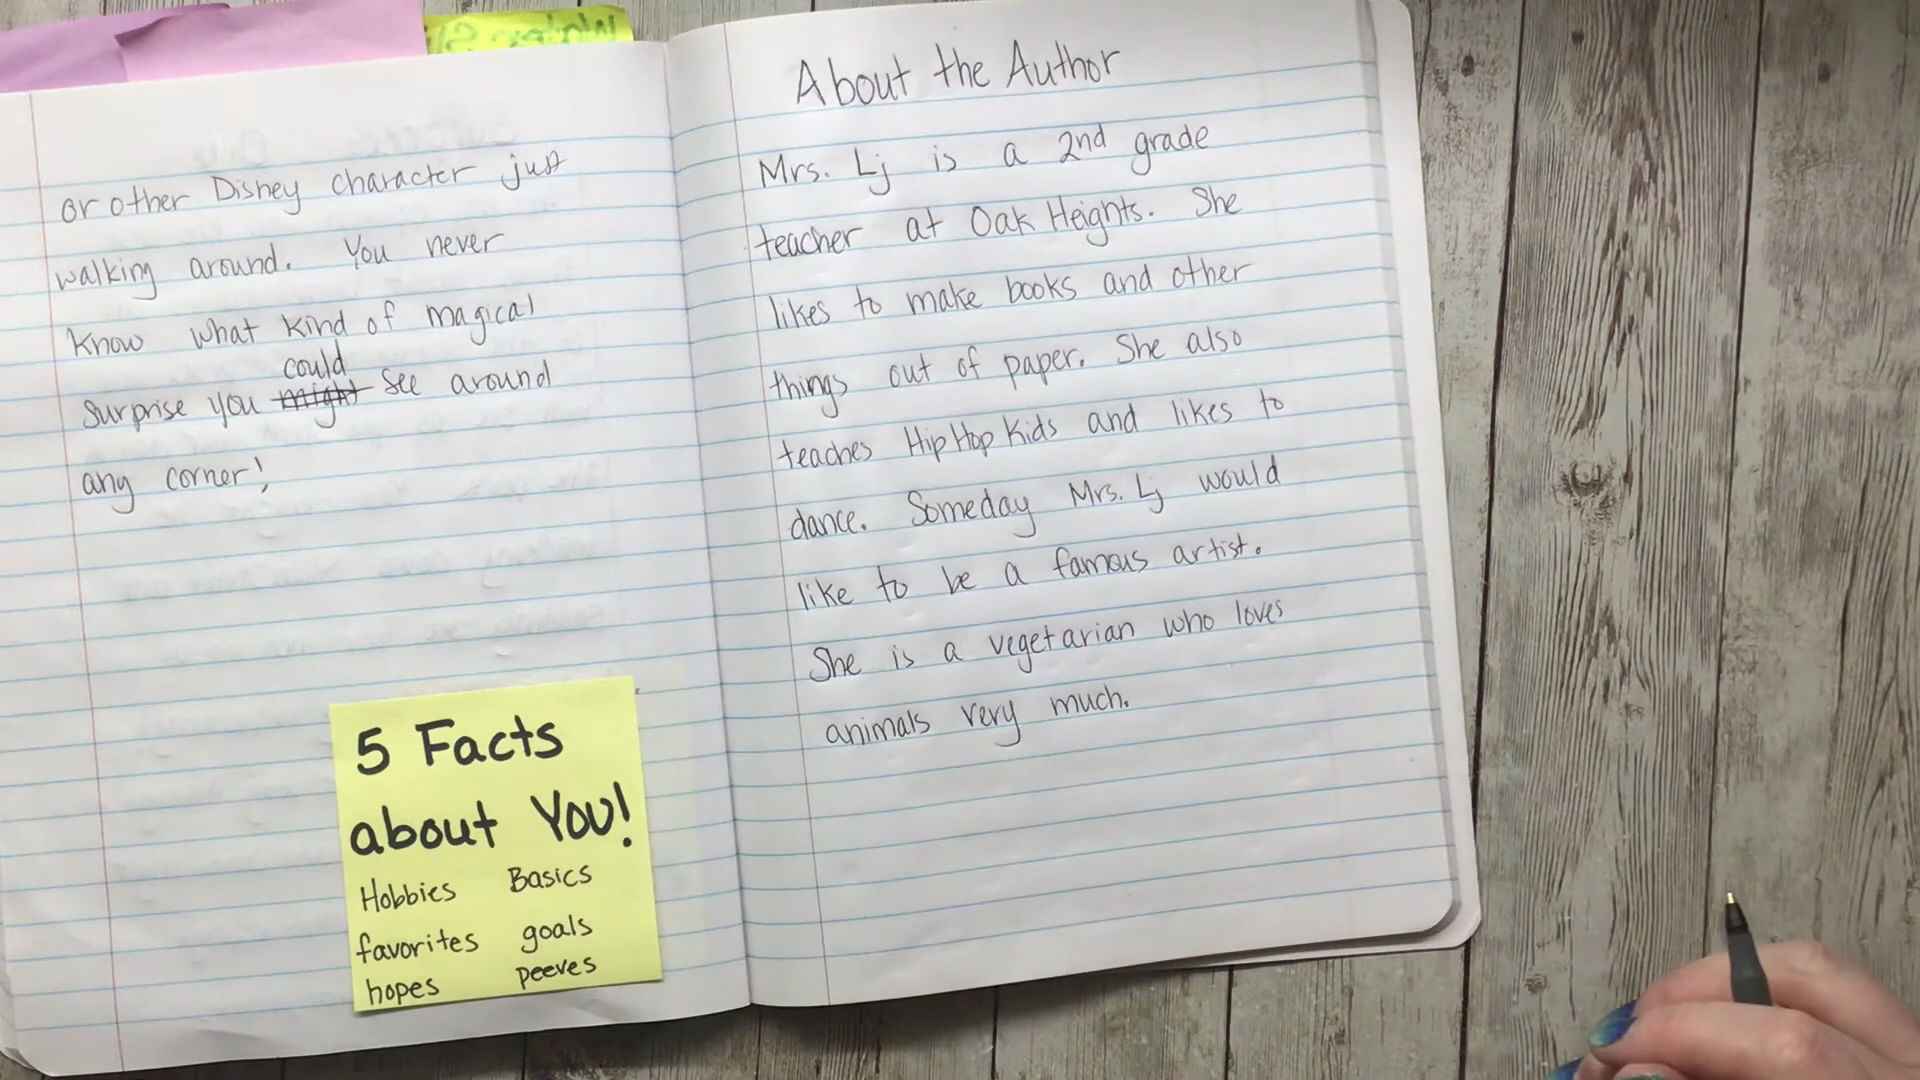 or other Disney character just
walking around. You never
know what kind of magical
could
surprise you might see around
any corner!
5 Facts
about You!
Hobbies Basics
favorites goals
hopes peeves
About the Author
Mrs. Lj is a 2nd grade
teacher at Oak Heights. She
likes to make books and other
things out of paper. She also
teaches Hip Hop Kids and likes to
dance. Someday Mrs. Lj would
like to be a famous artist.
She is a vegetarian who loves
animals very much.